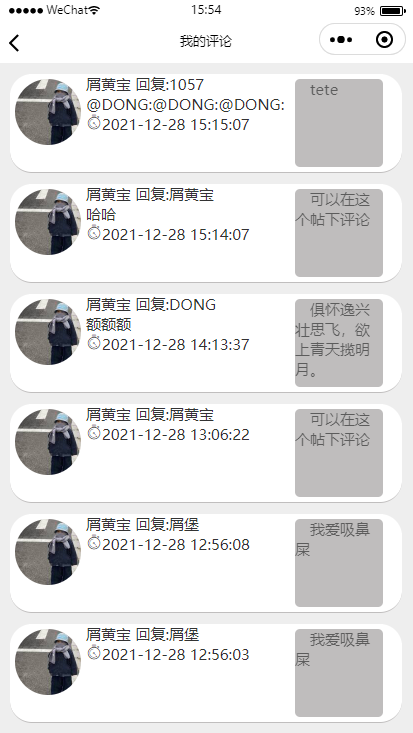 ●●●●● WeChat 15:54 93%
我的评论
屑黄宝 回复:1057
@DONG:@DONG:@DONG:
2021-12-28 15:15:07
tete
屑黄宝 回复:屑黄宝
哈哈
2021-12-28 15:14:07
可以在这
个帖下评论
屑黄宝 回复:DONG
额额额
2021-12-28 14:13:37
俱怀逸兴
壮思飞，欲
上青天揽明
月。
屑黄宝 回复:屑黄宝
2021-12-28 13:06:22
可以在这
个帖下评论
屑黄宝 回复:屑堡
2021-12-28 12:56:08
我爱吸鼻
屎
屑黄宝 回复:屑堡
2021-12-28 12:56:03
我爱吸鼻
屎